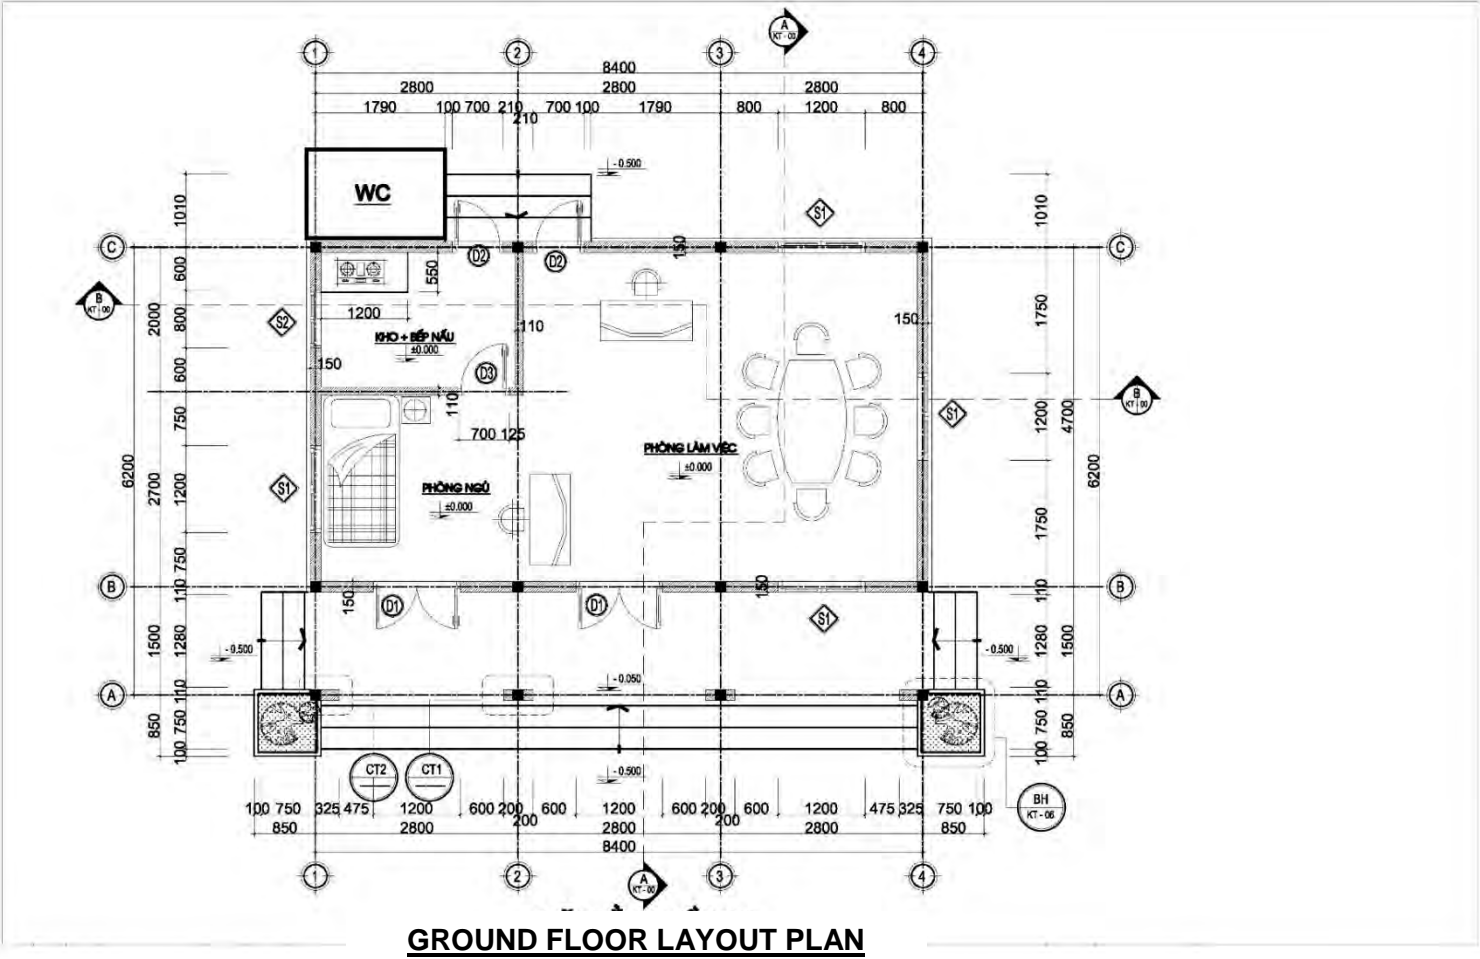 A
KT - 00
1 2 3 4
8400
2800 2800 2800
1790 100 700 210 700 100 1790 800 1200 800
210
- 0.500
WC
S1
1010
1010
C
C
150
D2 D2
600
550
B
KT - 00
2000
800
S2
1200
110
150
1750
KHO + BẾP NẤU
±0.000
150
600
D3
110
B
KT - 00
750
700 125
S1
1200
4700
PHÒNG LÀM VIỆC
±0.000
6200
2700
1200
S1
PHÒNG NGỦ
±0.000
6200
1750
750
B
B
110
150
150
110
D1 D1
S1
1500
1280
- 0.500
- 0.500
1280
1500
- 0.050
A
A
110
110
850
750
750
850
100
100
CT2 CT1
- 0.500
BH
KT - 06
100 750 325 475 1200 600 200 600 1200 600 200 600 1200 475 325 750 100
200 200
850 2800 2800 2800 850
8400
1 2 3 4
A
KT - 00
GROUND FLOOR LAYOUT PLAN